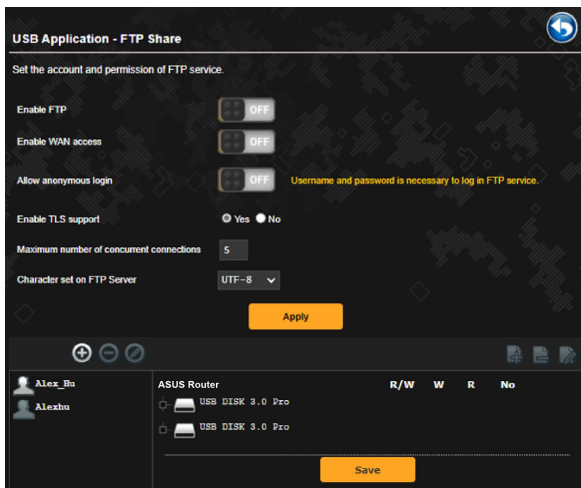 USB Application - FTP Share
Set the account and permission of FTP service.
Enable FTP OFF
Enable WAN access OFF
Allow anonymous login OFF Username and password is necessary to log in FTP service.
Enable TLS support Yes No
Maximum number of concurrent connections 5
Character set on FTP Server UTF-8
Apply
Alex_Hu
Alexhu
ASUS Router R/W W R No
USB DISK 3.0 Pro
USB DISK 3.0 Pro
Save